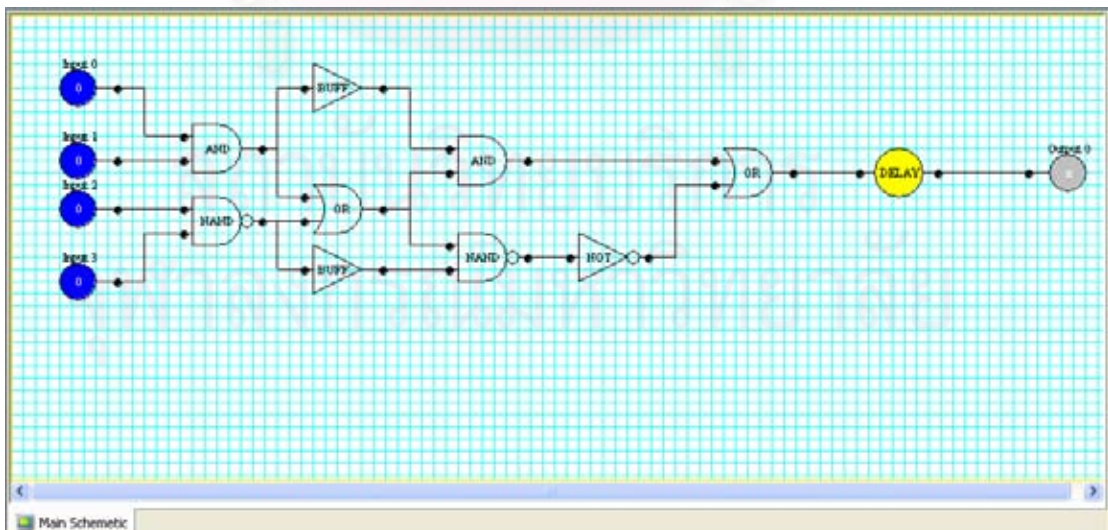 Input 0
0
BUFF
Input 1
0
AND
AND
OR
Output 0
DELAY
Input 2
0
NAND
OR
Input 3
0
BUFF
NAND
NOT
Main Schemetic